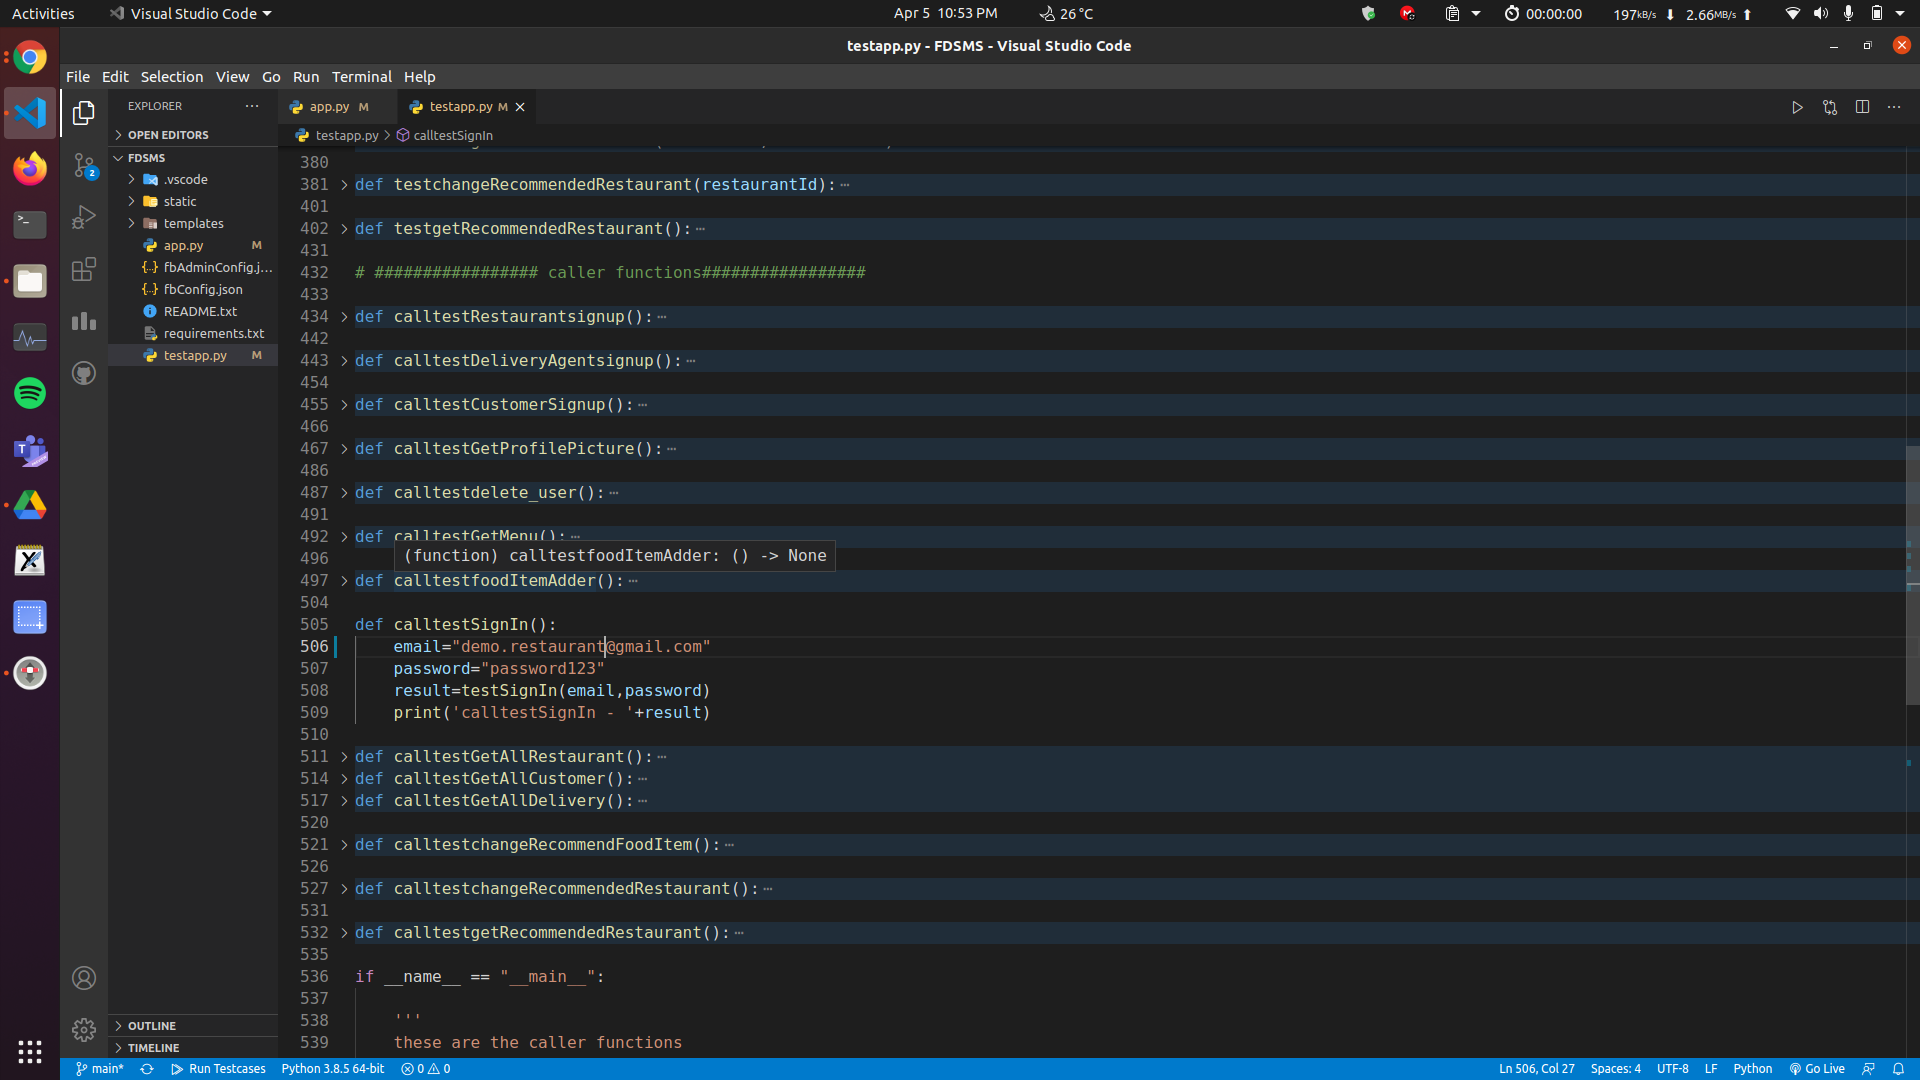 Activities
Visual Studio Code
Apr 5 10:53 PM
26 °C
00:00:00
197kB/s
2.66MB/s
testapp.py - FDSMS - Visual Studio Code
File Edit Selection View Go Run Terminal Help
EXPLORER
OPEN EDITORS
FDSMS
.vscode
static
templates
app.py M
fbAdminConfig.j...
fbConfig.json
README.txt
requirements.txt
testapp.py M
OUTLINE
TIMELINE
2
app.py M
testapp.py M
testapp.py > calltestSignIn
380
381 def testchangeRecommendedRestaurant(restaurantId):
401
402 def testgetRecommendedRestaurant():
431
432 # ################# caller functions#################
433
434 def calltestRestaurantsignup():
442
443 def calltestDeliveryAgentsignup():
454
455 def calltestCustomerSignup():
466
467 def calltestGetProfilePicture():
486
487 def calltestdelete_user():
491
492 def calltestGetMenu():
(function) calltestfoodItemAdder: () -> None
496
497 def calltestfoodItemAdder():
504
505 def calltestSignIn():
506 email="demo.restaurant@gmail.com"
507 password="password123"
508 result=testSignIn(email,password)
509 print('calltestSignIn - '+result)
510
511 def calltestGetAllRestaurant():
514 def calltestGetAllCustomer():
517 def calltestGetAllDelivery():
520
521 def calltestchangeRecommendFoodItem():
526
527 def calltestchangeRecommendedRestaurant():
531
532 def calltestgetRecommendedRestaurant():
535
536 if __name__ == "__main__":
537
538 '''
539 these are the caller functions
main*
Run Testcases
Python 3.8.5 64-bit
0 0
Ln 506, Col 27
Spaces: 4
UTF-8
LF
Python
Go Live